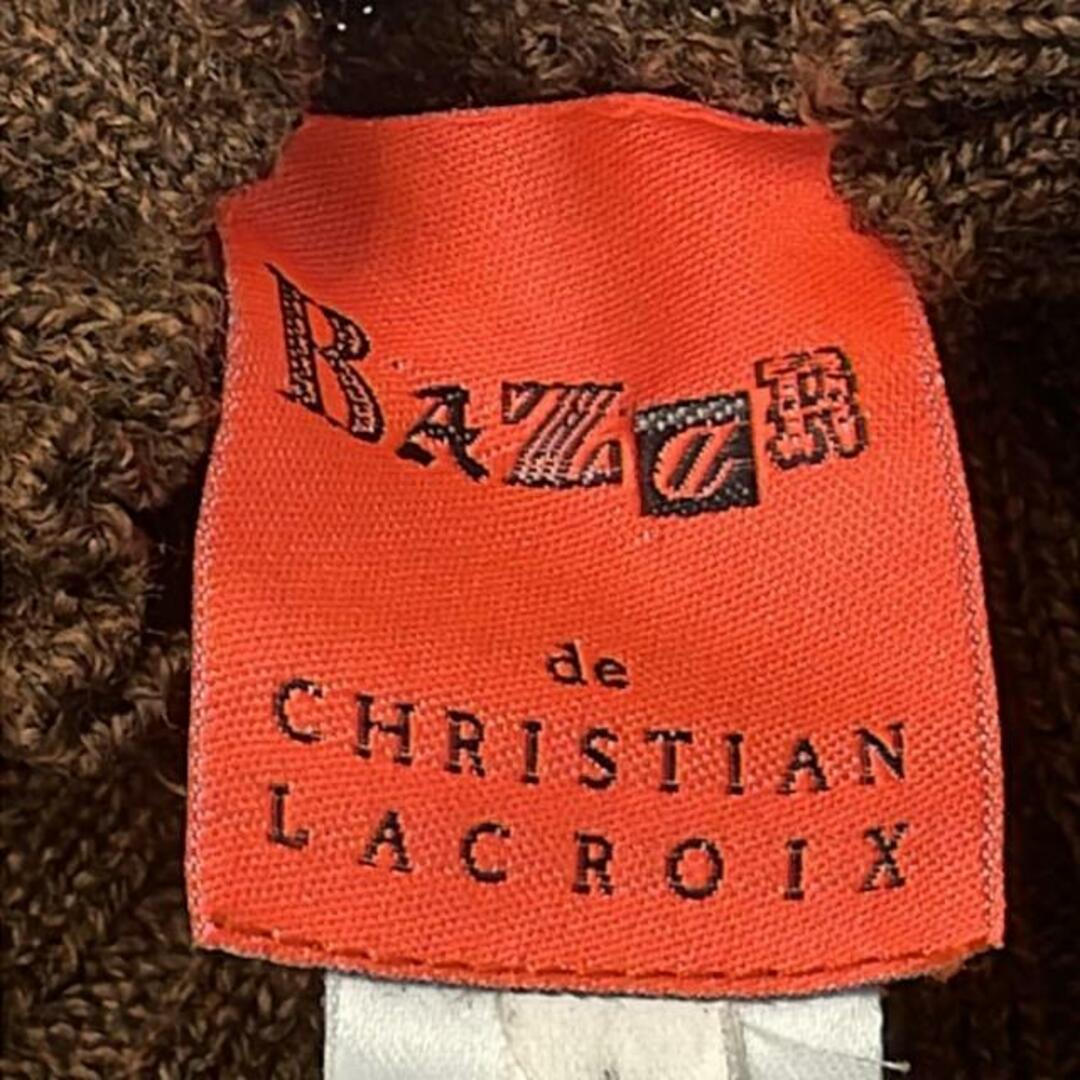 BAZaR
de
CHRISTIAN
LACROIX